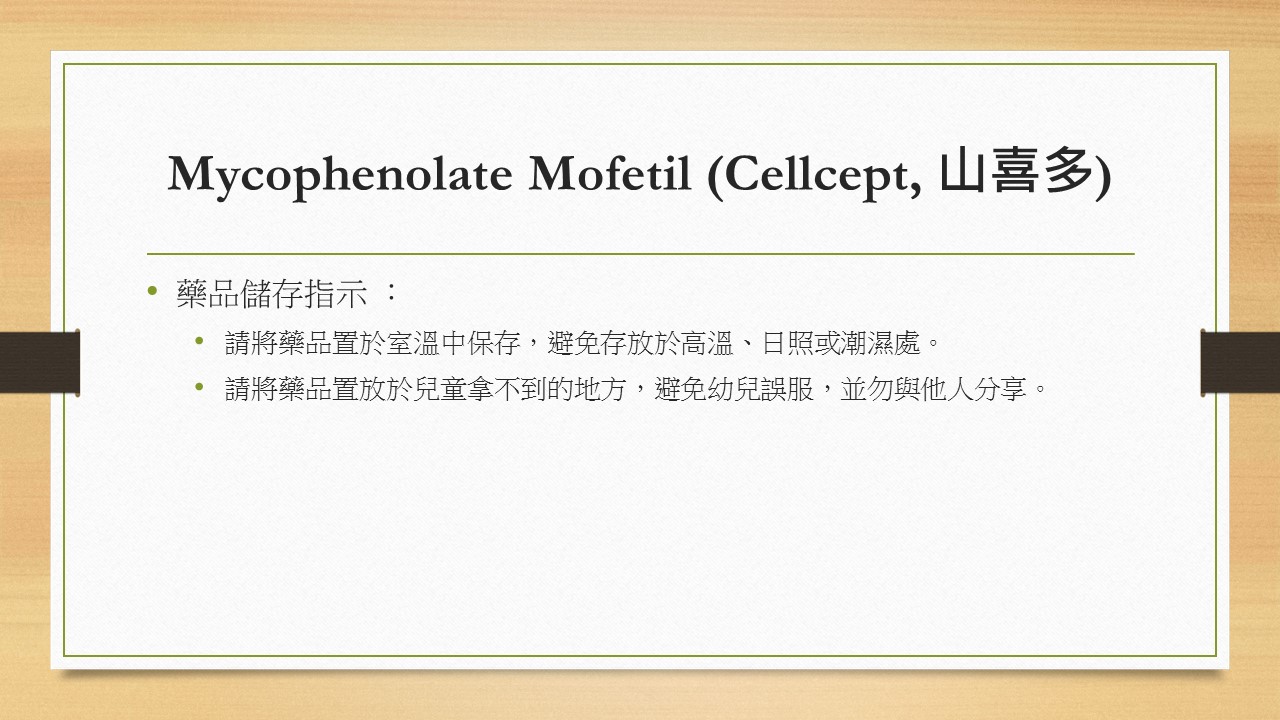 Mycophenolate Mofetil (Cellcept, 山喜多)
藥品儲存指示 ：
請將藥品置於室溫中保存，避免存放於高溫、日照或潮濕處。
請將藥品置放於兒童拿不到的地方，避免幼兒誤服，並勿與他人分享。